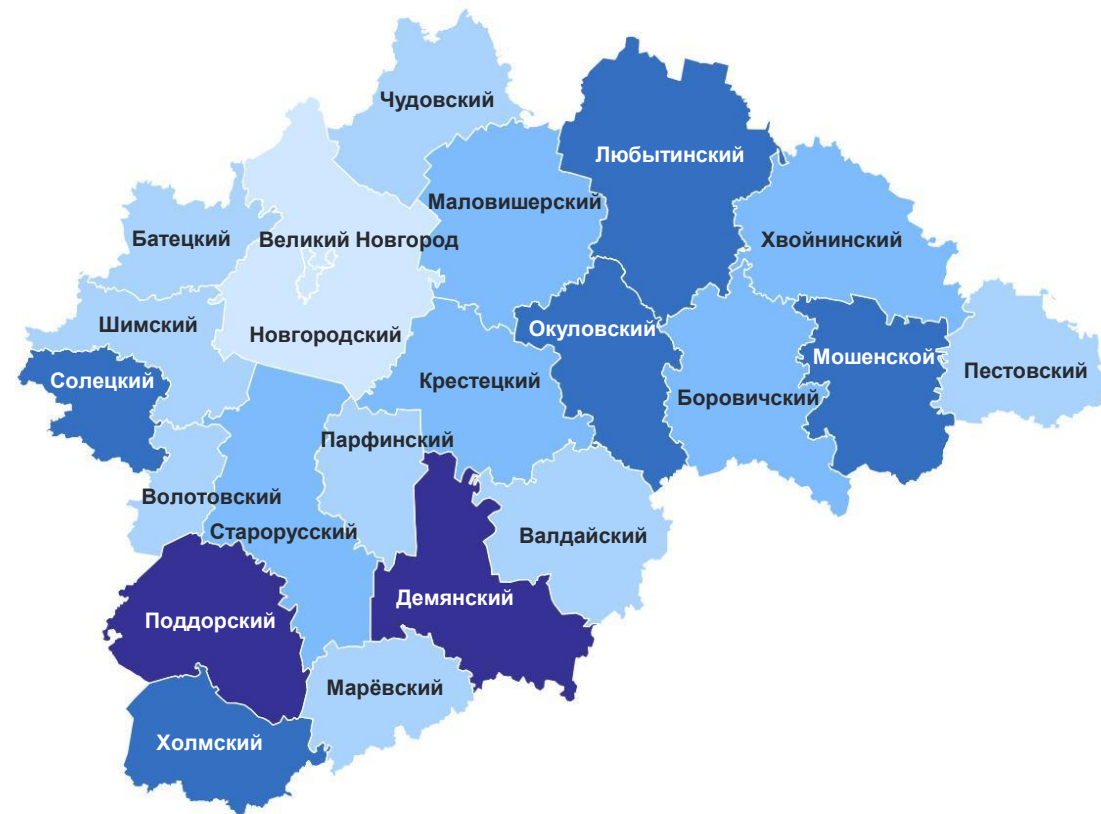 Чудовский
Любытинский
Маловишерский
Батецкий
Великий Новгород
Хвойнинский
Шимский
Новгородский
Окуловский
Мошенской
Солецкий
Крестецкий
Пестовский
Боровичский
Парфинский
Волотовский
Старорусский
Валдайский
Демянский
Поддорский
Марёвский
Холмский